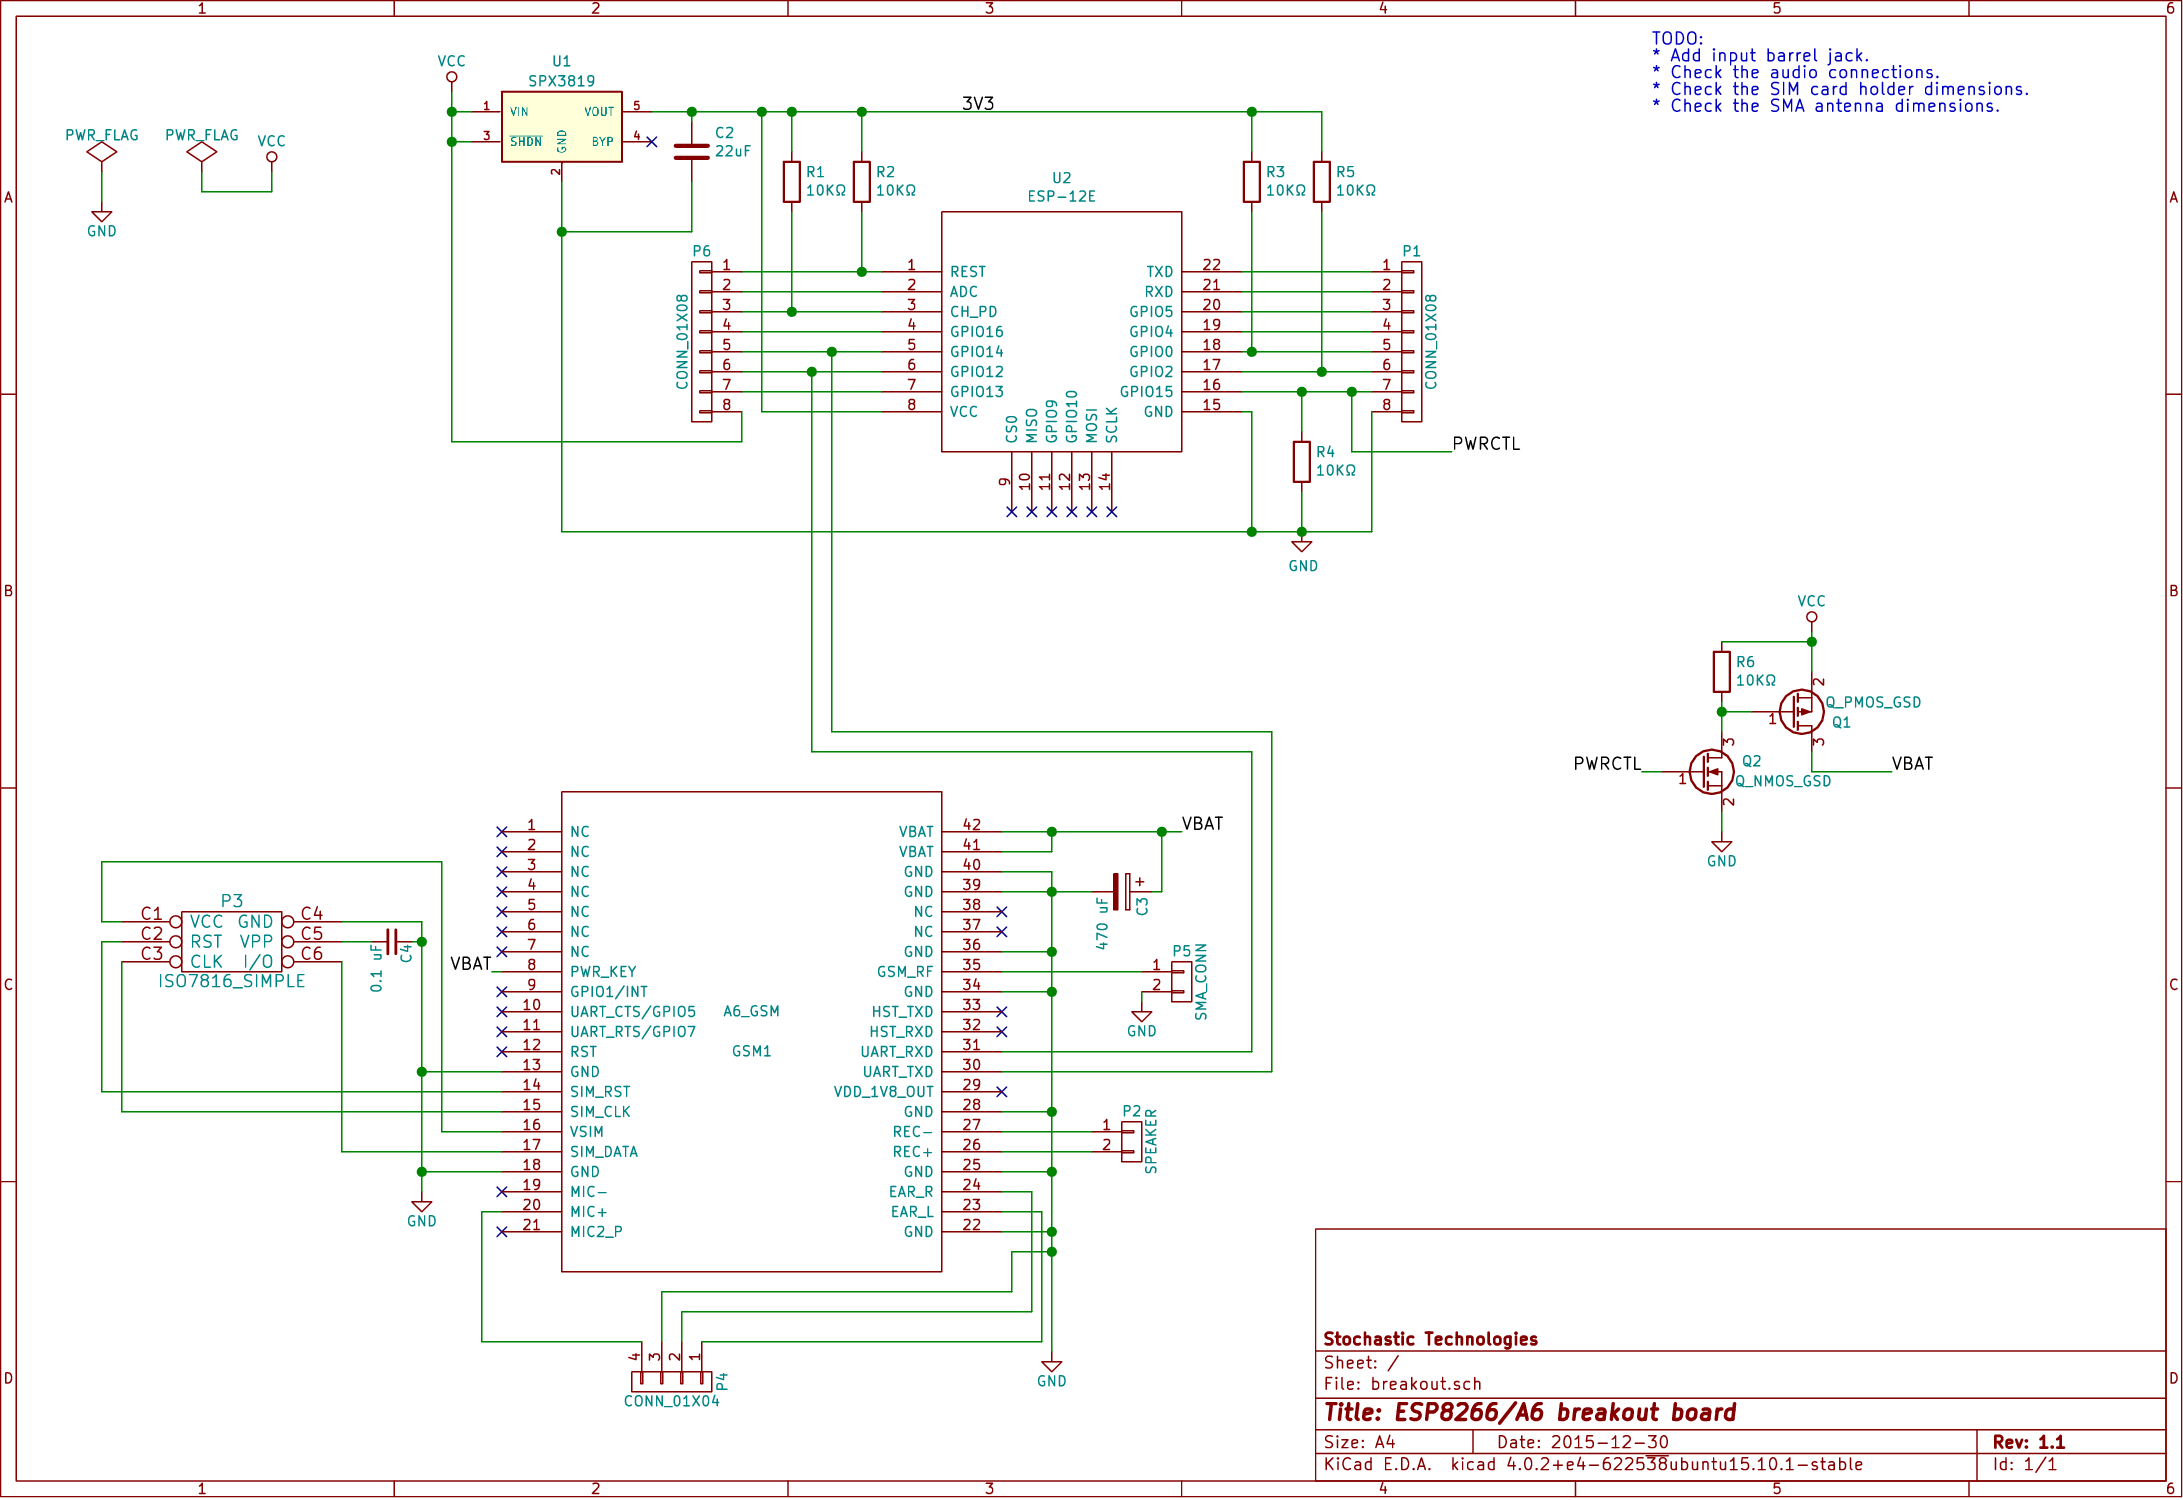 1 2 3 4 5 6
A
B
C
D
A
B
C
D
1 2 3 4 5 6
TODO:
* Add input barrel jack.
* Check the audio connections.
* Check the SIM card holder dimensions.
* Check the SMA antenna dimensions.
PWR_FLAG
GND
PWR_FLAG
VCC
VCC
U1
SPX3819
1 VIN VOUT 5
3 SHDN GND BYP 4
2
C2
22uF
3V3
R1
10KΩ
R2
10KΩ
R3
10KΩ
R5
10KΩ
U2
ESP-12E
P6
CONN_01X08
1
2
3
4
5
6
7
8
1 REST TXD 22
2 ADC RXD 21
3 CH_PD GPIO5 20
4 GPIO16 GPIO4 19
5 GPIO14 GPIO0 18
6 GPIO12 GPIO2 17
7 GPIO13 GPIO15 16
8 VCC GND 15
CS0 MISO GPIO9 GPIO10 MOSI SCLK
9 10 11 12 13 14
P1
CONN_01X08
1
2
3
4
5
6
7
8
PWRCTL
R4
10KΩ
GND
VCC
R6
10KΩ
2
Q_PMOS_GSD
Q1
1
3
3
PWRCTL
1
Q2
Q_NMOS_GSD
2
VBAT
GND
P3
C1 VCC GND C4
C2 RST VPP C5
C3 CLK I/O C6
ISO7816_SIMPLE
0.1 uF
C4
VBAT
GND
A6_GSM
GSM1
1 NC VBAT 42
2 NC VBAT 41
3 NC GND 40
4 NC GND 39
5 NC NC 38
6 NC NC 37
7 NC GND 36
8 PWR_KEY GSM_RF 35
9 GPIO1/INT GND 34
10 UART_CTS/GPIO5 HST_TXD 33
11 UART_RTS/GPIO7 HST_RXD 32
12 RST UART_RXD 31
13 GND UART_TXD 30
14 SIM_RST VDD_1V8_OUT 29
15 SIM_CLK GND 28
16 VSIM REC- 27
17 SIM_DATA REC+ 26
18 GND GND 25
19 MIC- EAR_R 24
20 MIC+ EAR_L 23
21 MIC2_P GND 22
VBAT
+
470 uF
C3
P5
1
2
SMA_CONN
GND
P2
1
2
SPEAKER
4 3 2 1
P4
CONN_01X04
GND
Stochastic Technologies
Sheet: /
File: breakout.sch
Title: ESP8266/A6 breakout board
Size: A4 Date: 2015-12-30 Rev: 1.1
KiCad E.D.A. kicad 4.0.2+e4-622538ubuntu15.10.1-stable Id: 1/1